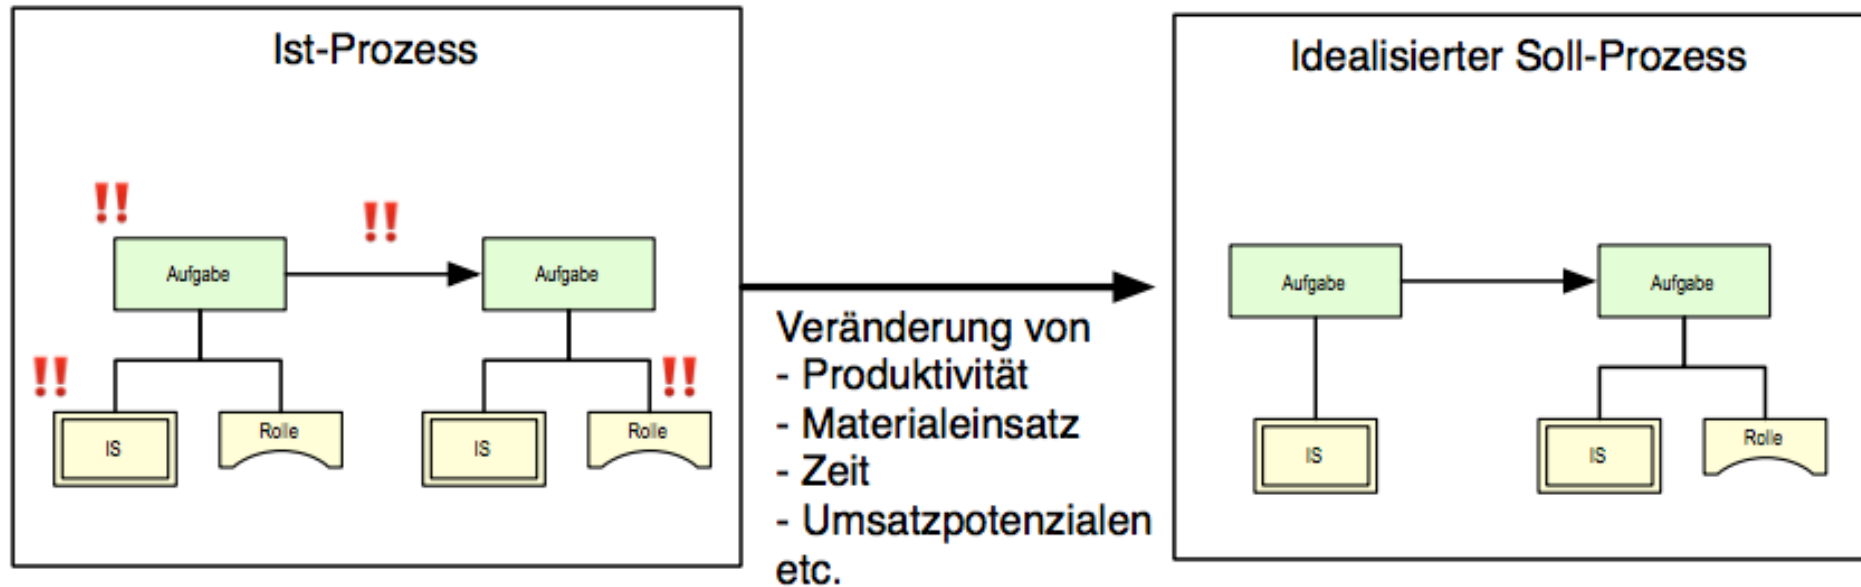 Ist-Prozess
!!
!!
Aufgabe
Aufgabe
!!
!!
IS
Rolle
IS
Rolle
Veränderung von
- Produktivität
- Materialeinsatz
- Zeit
- Umsatzpotenzialen
etc.
Idealisierter Soll-Prozess
Aufgabe
Aufgabe
IS
IS
Rolle